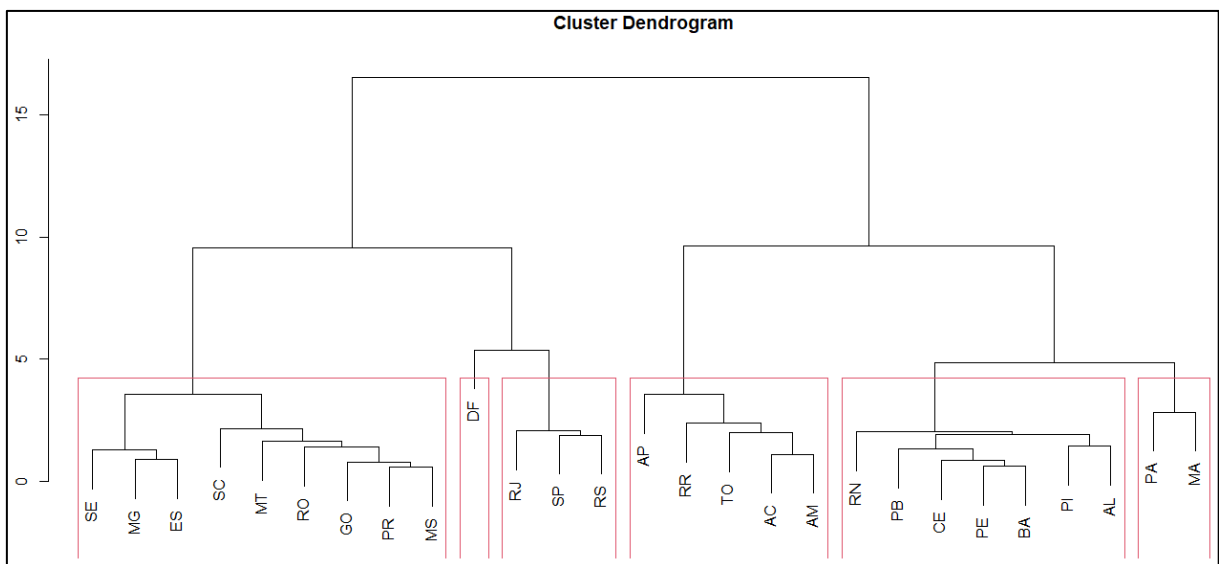 Cluster Dendrogram
15
10
5
0
SE
MG
ES
SC
MT
RO
GO
PR
MS
DF
RJ
SP
RS
AP
RR
TO
AC
AM
RN
PB
CE
PE
BA
PI
AL
PA
MA